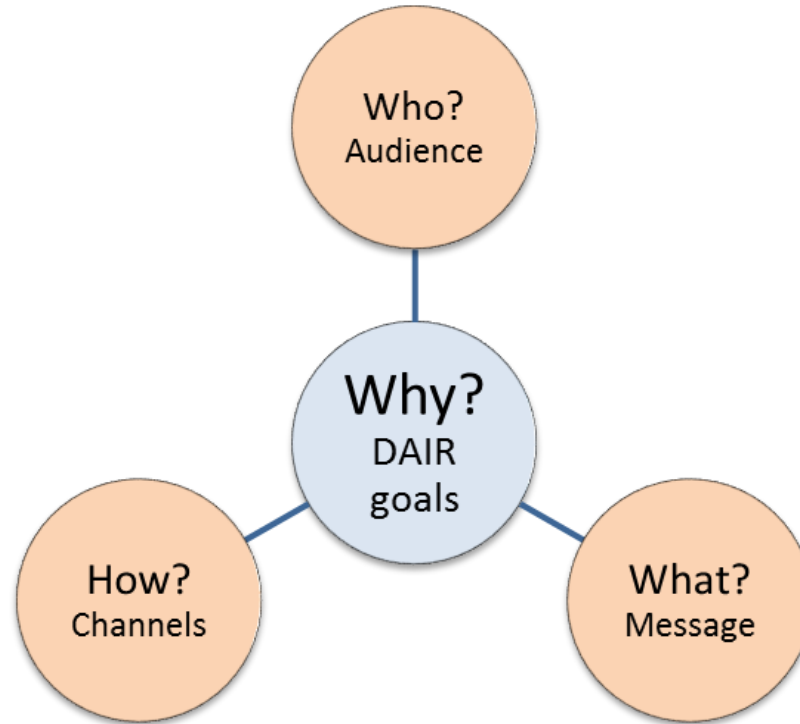 Who?
Audience
Why?
DAIR
goals
How?
Channels
What?
Message